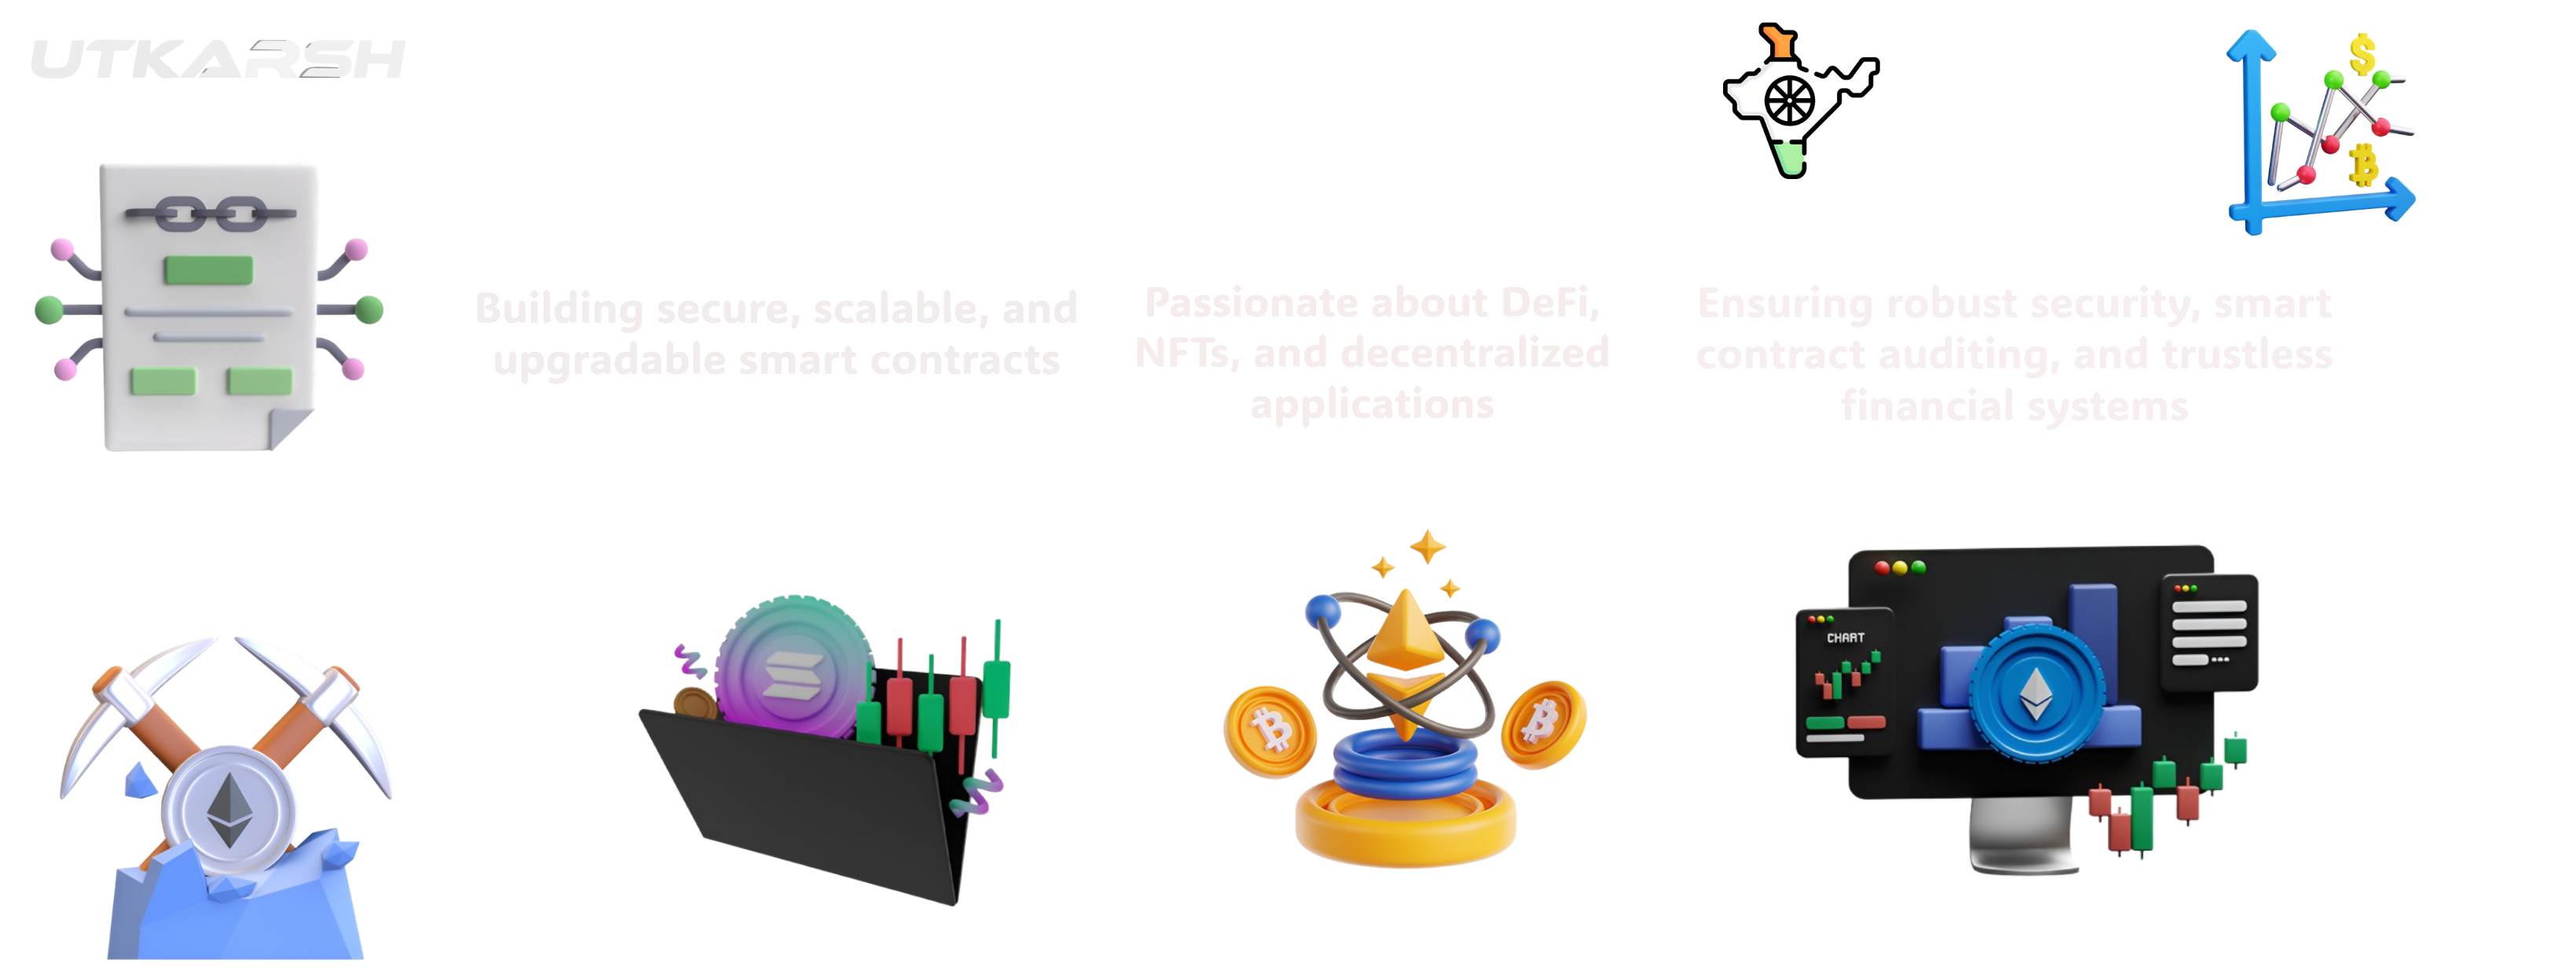 UTKARSH
Building secure, scalable, and
upgradable smart contracts
Passionate about DeFi,
NFTs, and decentralized
applications
Ensuring robust security, smart
contract auditing, and trustless
financial systems
CHART